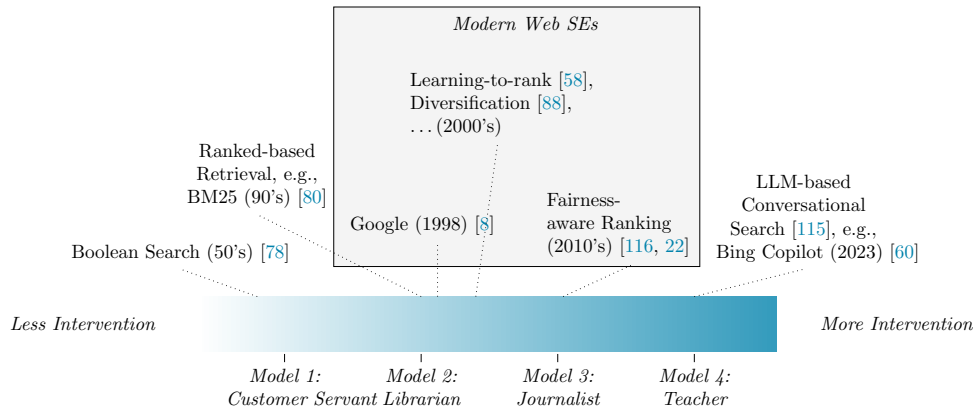 Modern Web SEs
Learning-to-rank [58],
Diversification [88],
... (2000's)
Ranked-based
Retrieval, e.g.,
BM25 (90's) [80]
Google (1998) [8]
Fairness-
aware Ranking
(2010's) [116, 22]
LLM-based
Conversational
Search [115], e.g.,
Bing Copilot (2023) [60]
Boolean Search (50's) [78]
Less Intervention
More Intervention
Model 1:
Customer Servant
Model 2:
Librarian
Model 3:
Journalist
Model 4:
Teacher